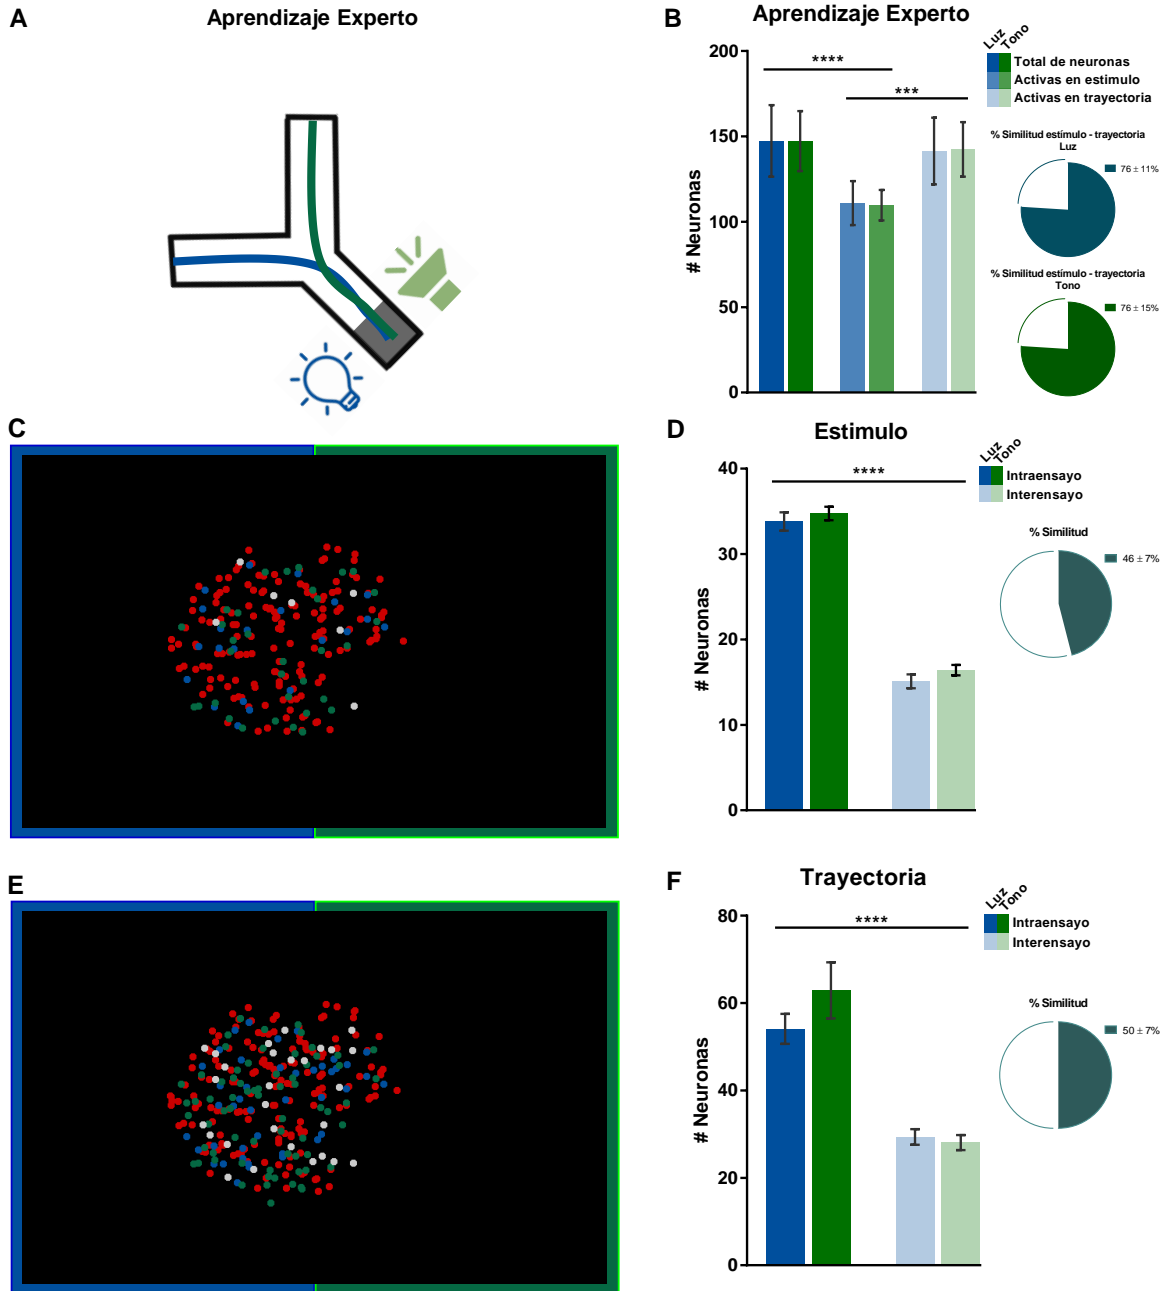 A
Aprendizaje Experto
B
Aprendizaje Experto
# Neuronas
200
150
100
50
0
****
***
Luz
Tono
Total de neuronas
Activas en estimulo
Activas en trayectoria
% Similitud estímulo - trayectoria
Luz
76 ± 11%
% Similitud estímulo - trayectoria
Tono
76 ± 15%
C
D
Estimulo
# Neuronas
40
30
20
10
0
****
Luz
Tono
Intraensayo
Interensayo
% Similitud
46 ± 7%
E
F
Trayectoria
# Neuronas
80
60
40
20
0
****
Luz
Tono
Intraensayo
Interensayo
% Similitud
50 ± 7%